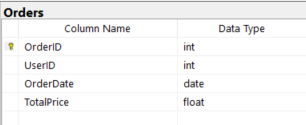 Orders
Column Name Data Type
OrderID int
UserID int
OrderDate date
TotalPrice float